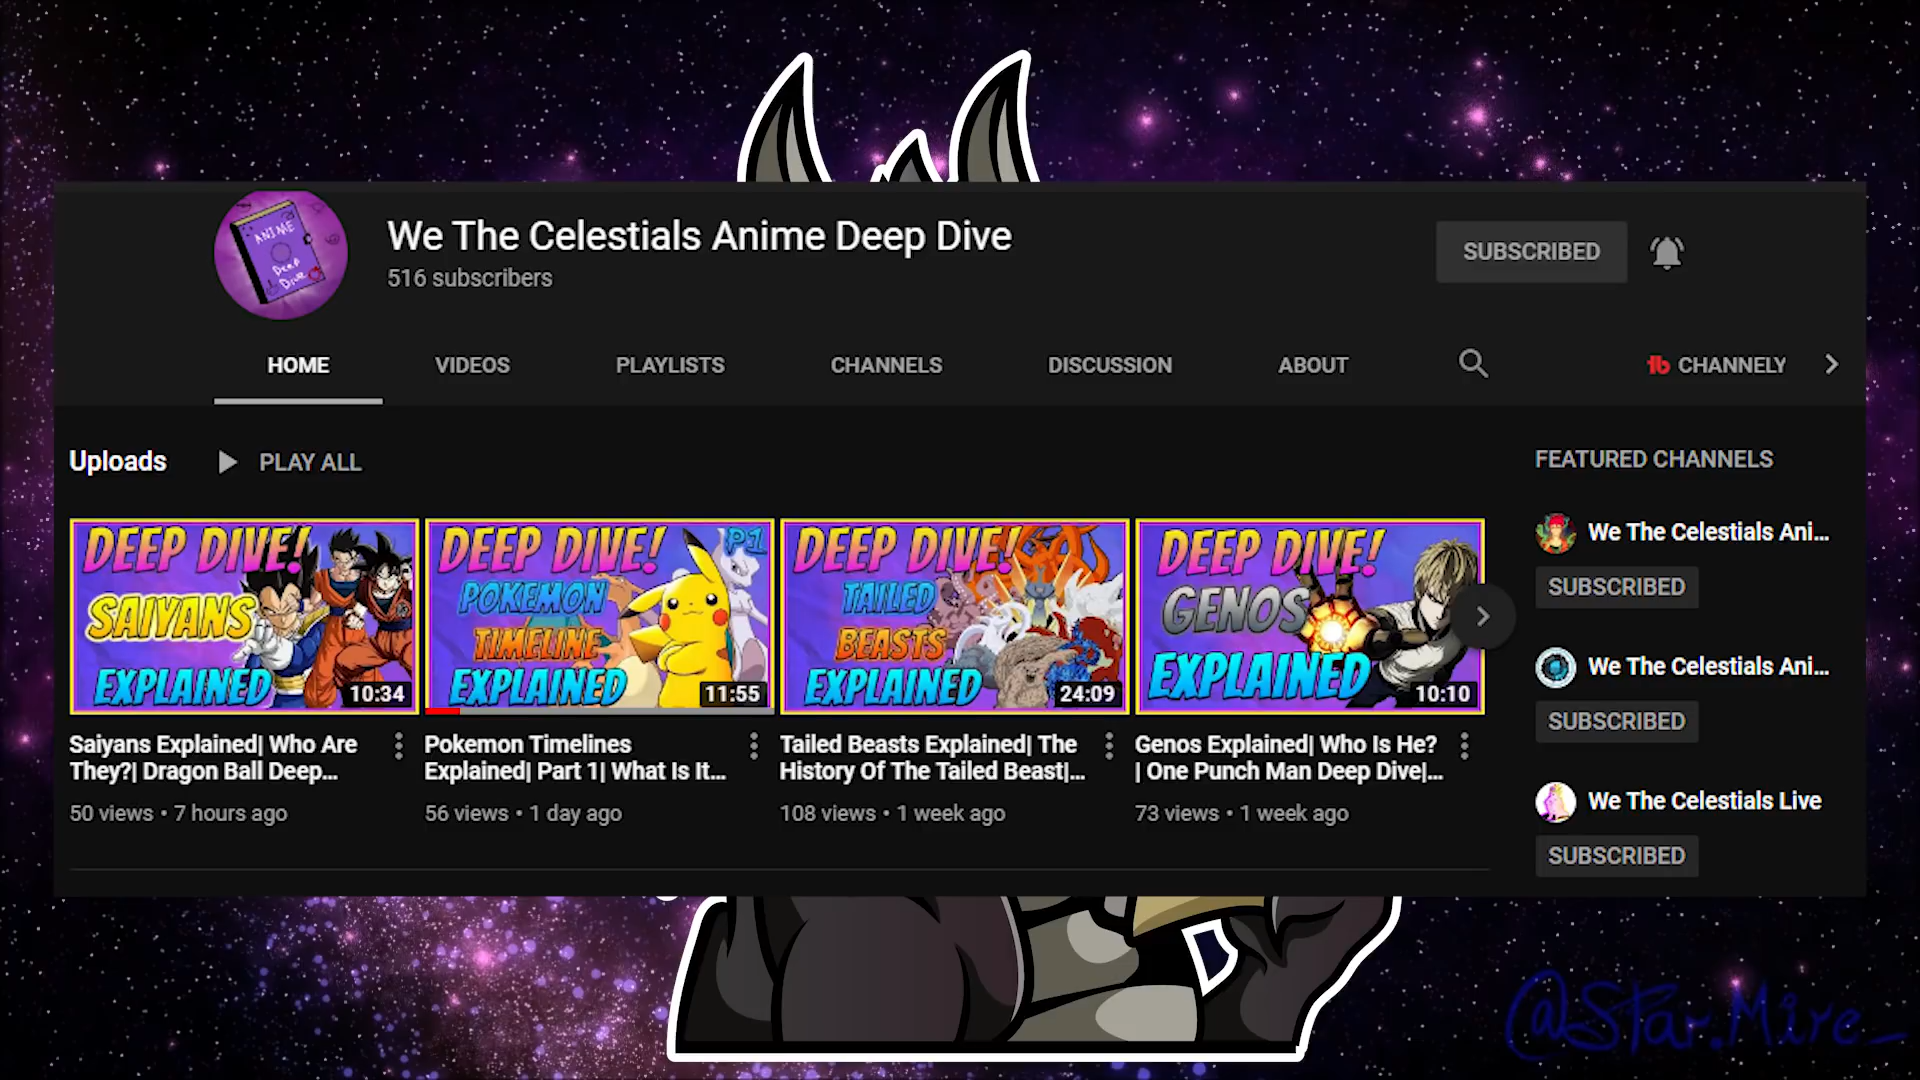 We The Celestials Anime Deep Dive
516 subscribers
SUBSCRIBED
ANIME
Deep
Dive
HOME
VIDEOS
PLAYLISTS
CHANNELS
DISCUSSION
ABOUT
tb CHANNELY
Uploads
PLAY ALL
FEATURED CHANNELS
DEEP DIVE!
SAIYANS
EXPLAINED
10:34
Saiyans Explained| Who Are
They?| Dragon Ball Deep...
50 views • 7 hours ago
DEEP DIVE!
P1
POKEMON
TIMELINE
EXPLAINED
11:55
Pokemon Timelines
Explained| Part 1| What Is It...
56 views • 1 day ago
DEEP DIVE!
TAILED
BEASTS
EXPLAINED
24:09
Tailed Beasts Explained| The
History Of The Tailed Beast|...
108 views • 1 week ago
DEEP DIVE!
GENOS
EXPLAINED
10:10
Genos Explained| Who Is He?
| One Punch Man Deep Dive|...
73 views • 1 week ago
We The Celestials Ani...
SUBSCRIBED
We The Celestials Ani...
SUBSCRIBED
We The Celestials Live
SUBSCRIBED
@Star.Mire_